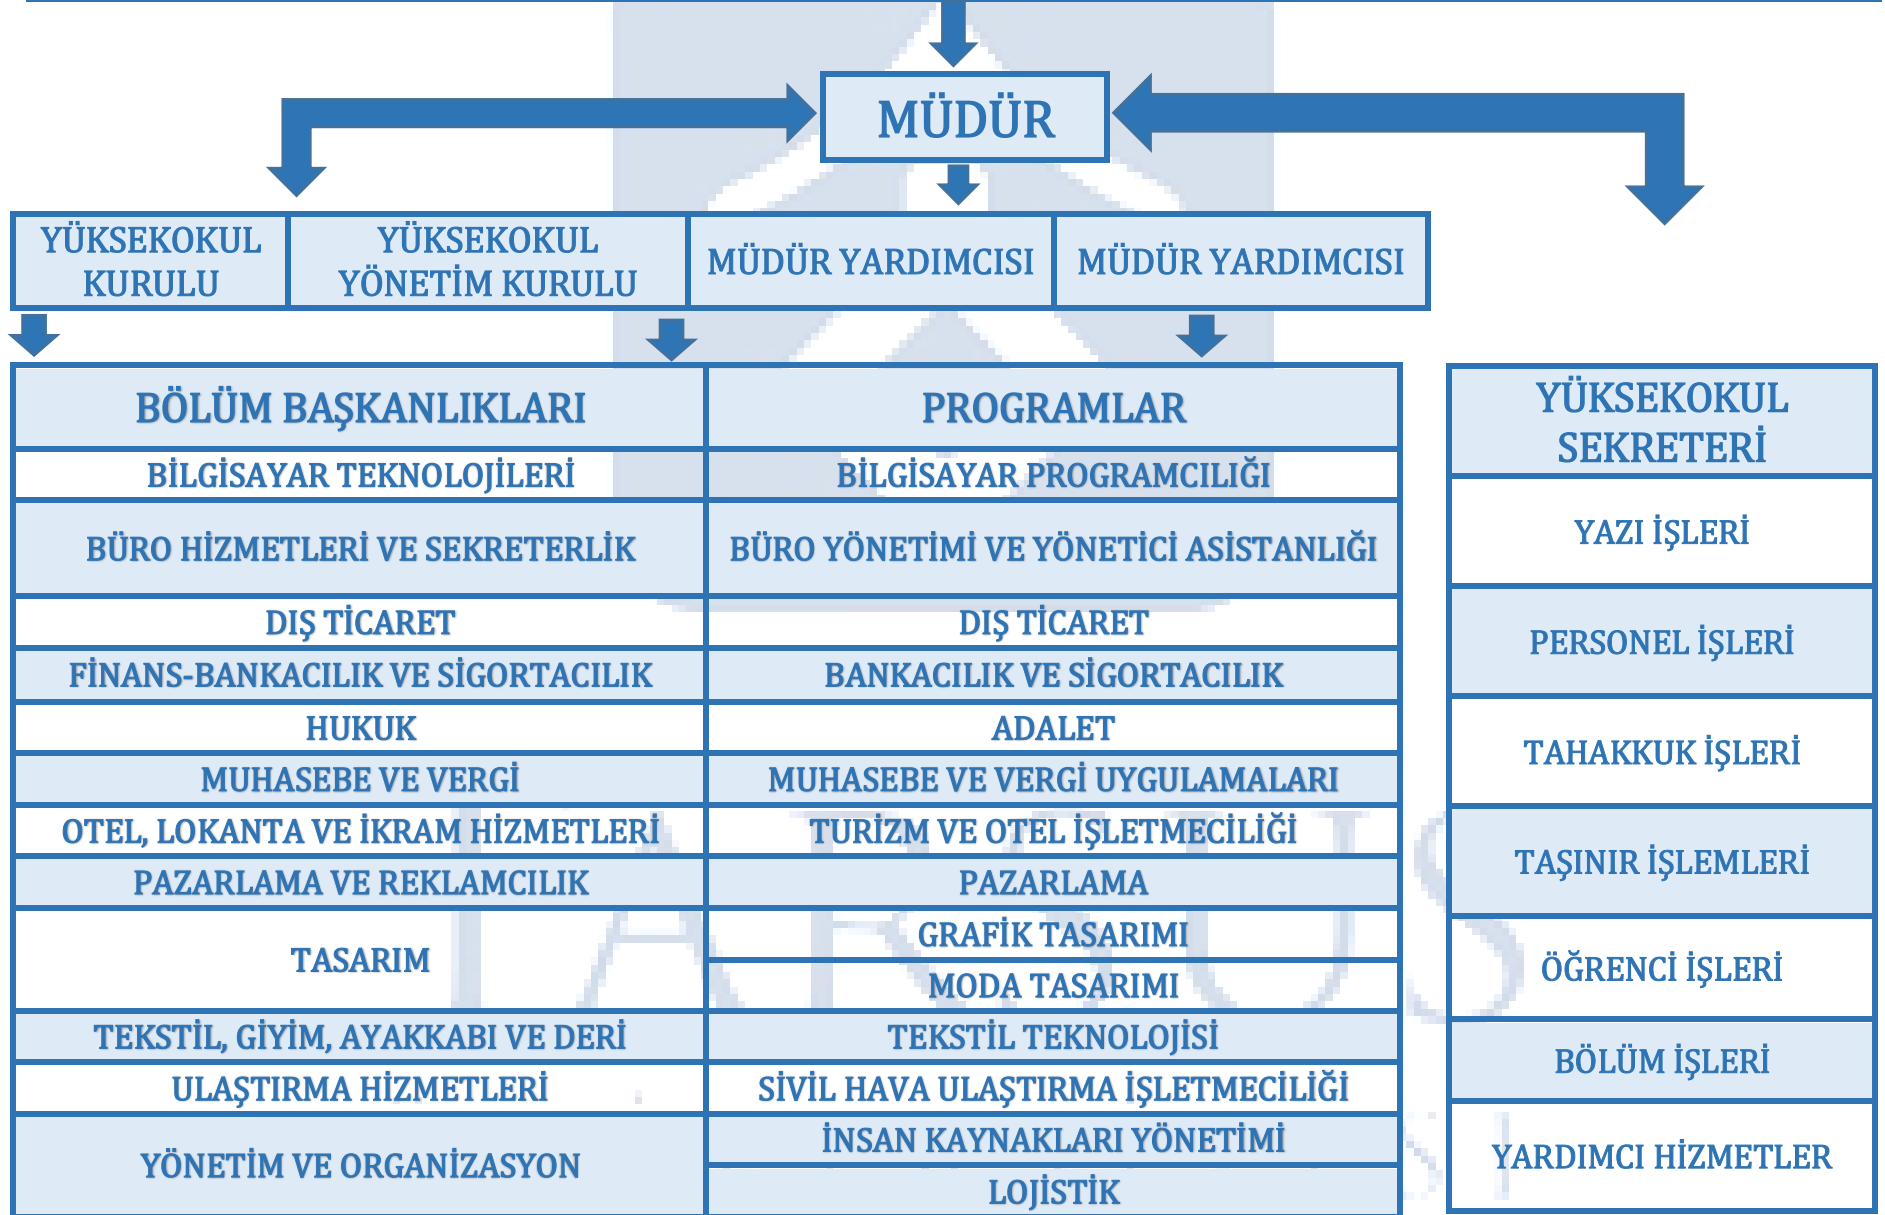 MÜDÜR
YÜKSEKOKUL
KURULU
YÜKSEKOKUL
YÖNETİM KURULU
MÜDÜR YARDIMCISI
MÜDÜR YARDIMCISI
BÖLÜM BAŞKANLIKLARI
PROGRAMLAR
BİLGİSAYAR TEKNOLOJİLERİ
BİLGİSAYAR PROGRAMCILIĞI
BÜRO HİZMETLERİ VE SEKRETERLİK
BÜRO YÖNETİMİ VE YÖNETİCİ ASİSTANLIĞI
DIŞ TİCARET
DIŞ TİCARET
FİNANS-BANKACILIK VE SİGORTACILIK
BANKACILIK VE SİGORTACILIK
HUKUK
ADALET
MUHASEBE VE VERGİ
MUHASEBE VE VERGİ UYGULAMALARI
OTEL, LOKANTA VE İKRAM HİZMETLERİ
TURİZM VE OTEL İŞLETMECİLİĞİ
PAZARLAMA VE REKLAMCILIK
PAZARLAMA
TASARIM
GRAFİK TASARIMI
MODA TASARIMI
TEKSTİL, GİYİM, AYAKKABI VE DERİ
TEKSTİL TEKNOLOJİSİ
ULAŞTIRMA HİZMETLERİ
SİVİL HAVA ULAŞTIRMA İŞLETMECİLİĞİ
YÖNETİM VE ORGANİZASYON
İNSAN KAYNAKLARI YÖNETİMİ
LOJİSTİK
YÜKSEKOKUL
SEKRETERİ
YAZI İŞLERİ
PERSONEL İŞLERİ
TAHAKKUK İŞLERİ
TAŞINIR İŞLEMLERİ
ÖĞRENCİ İŞLERİ
BÖLÜM İŞLERİ
YARDIMCI HİZMETLER
TARSUS